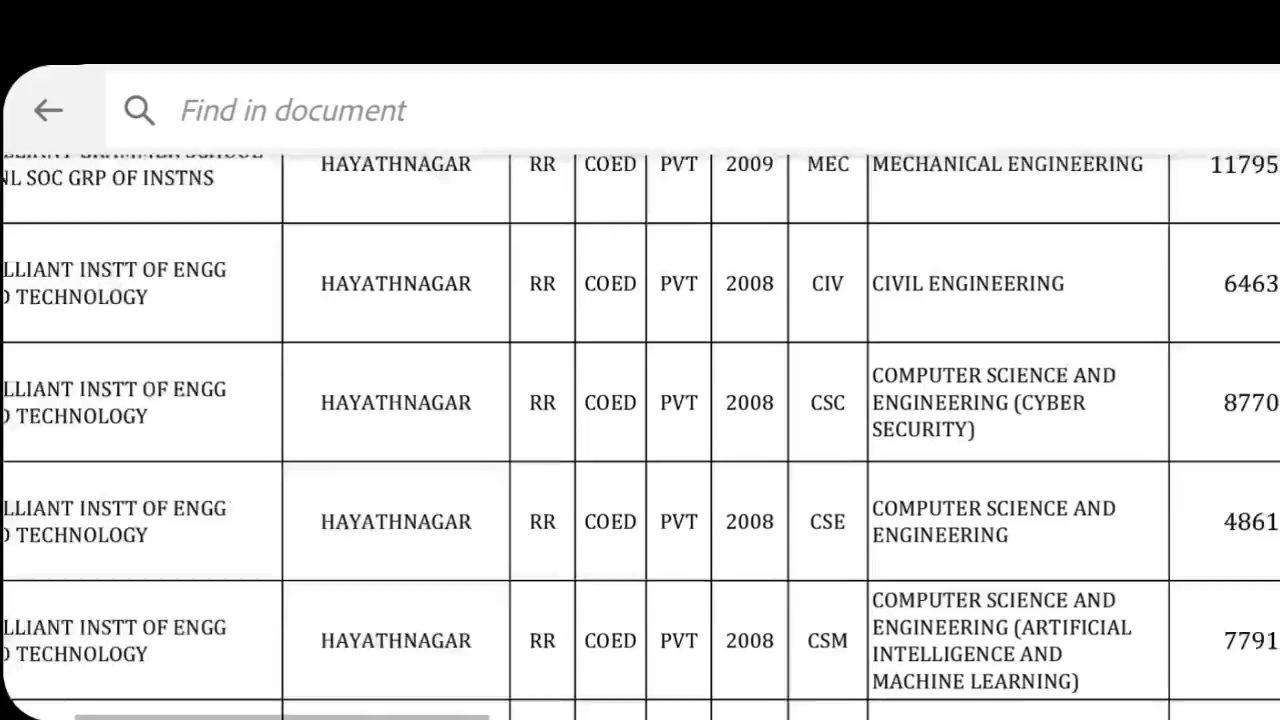 Find in document
NL SOC GRP OF INSTNS HAYATHNAGAR RR COED PVT 2009 MEC MECHANICAL ENGINEERING 11795
LLIANT INSTT OF ENGG
TECHNOLOGY
HAYATHNAGAR RR COED PVT 2008 CIV CIVIL ENGINEERING 6463
LLIANT INSTT OF ENGG
TECHNOLOGY
HAYATHNAGAR RR COED PVT 2008 CSC
COMPUTER SCIENCE AND
ENGINEERING (CYBER
SECURITY)
8770
LLIANT INSTT OF ENGG
TECHNOLOGY
HAYATHNAGAR RR COED PVT 2008 CSE
COMPUTER SCIENCE AND
ENGINEERING
4861
LLIANT INSTT OF ENGG
TECHNOLOGY
HAYATHNAGAR RR COED PVT 2008 CSM
COMPUTER SCIENCE AND
ENGINEERING (ARTIFICIAL
INTELLIGENCE AND
MACHINE LEARNING)
7791